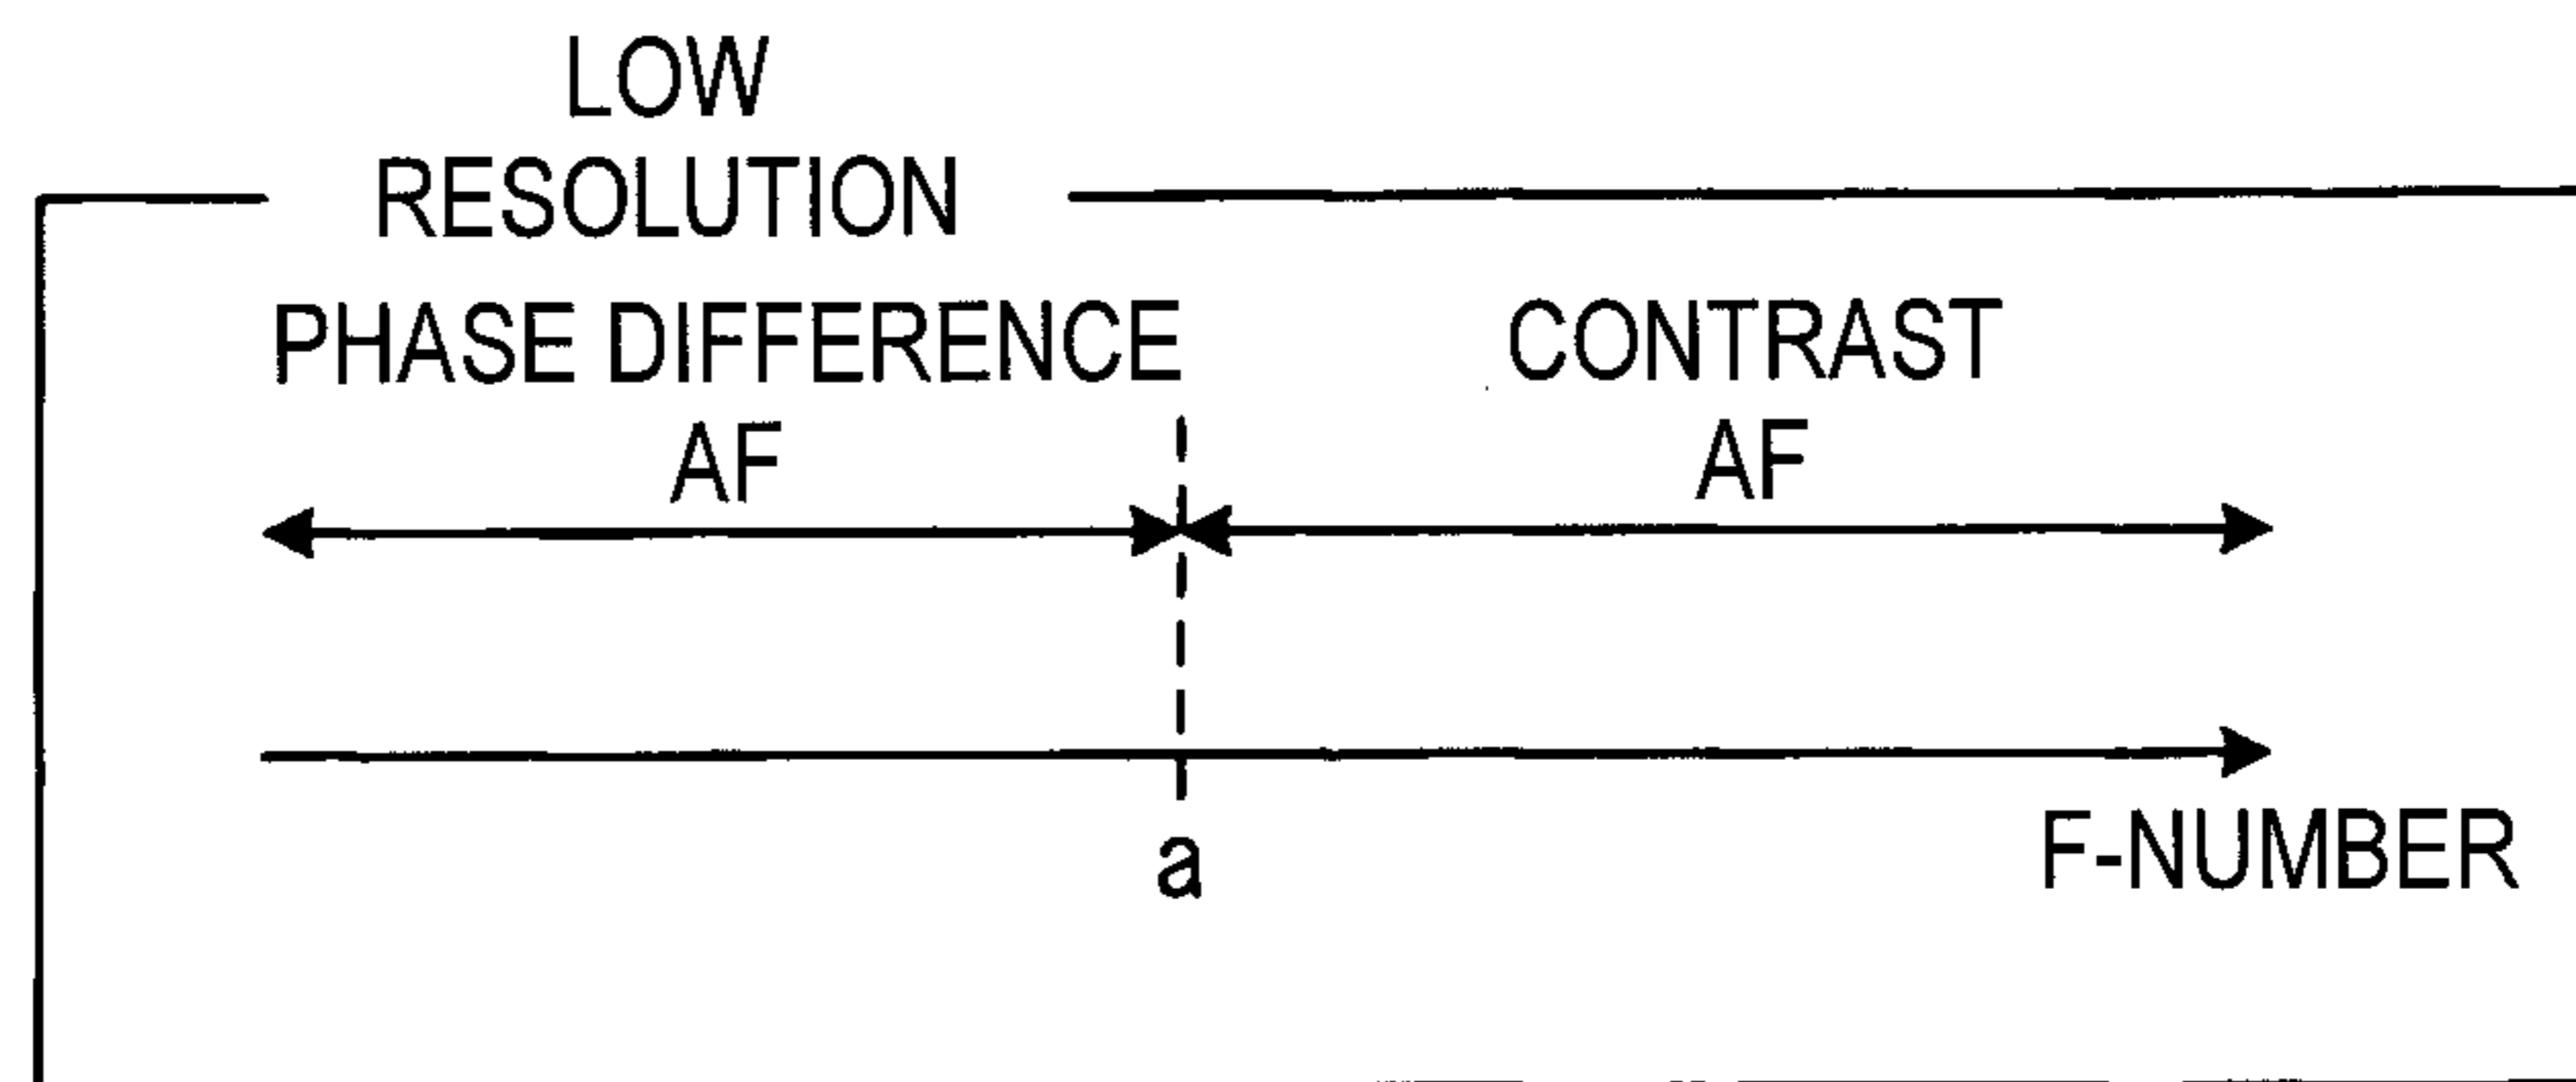 LOW
RESOLUTION
PHASE DIFFERENCE
AF
CONTRAST
AF
a
F-NUMBER